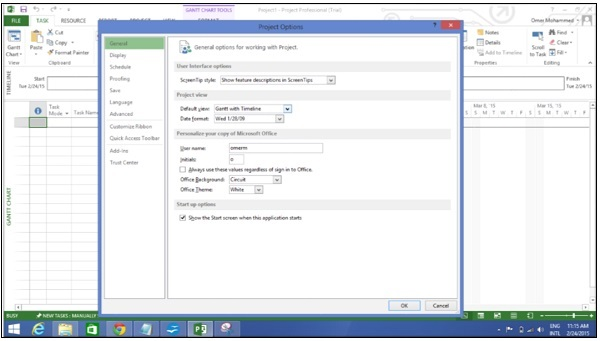 GANTT CHART TOOLS
Project1 - Project Professional (Trial)
FILE
TASK
RESOURCE
Omer Mohammed
Project Options
Gantt
Chart
View
Paste
Cut
Copy
Format Painter
Clipboard
Notes
Details
Add to Timeline
Scroll
to Task
Find
Clear
Fill
Editing
General
Display
Schedule
Proofing
Save
Language
Advanced
Customize Ribbon
Quick Access Toolbar
Add-Ins
Trust Center
General options for working with Project.
User Interface options
ScreenTip style: Show feature descriptions in ScreenTips
Project view
Default view: Gantt with Timeline
Date format: Wed 1/28/09
Personalize your copy of Microsoft Office
User name: omerm
Initials: o
Always use these values regardless of sign in to Office.
Office Background: Circuit
Office Theme: White
Start up options
Show the Start screen when this application starts
OK
Cancel
TIMELINE
Start
Tue 2/24/15
Finish
Tue 2/24/15
Task
Mode
Task Name
Mar 8, '15
Mar 15, '15
S M T W T F S
S M T W T F S
GANTT CHART
BUSY
NEW TASKS : MANUALLY
ENG
INTL
11:15 AM
2/24/2015